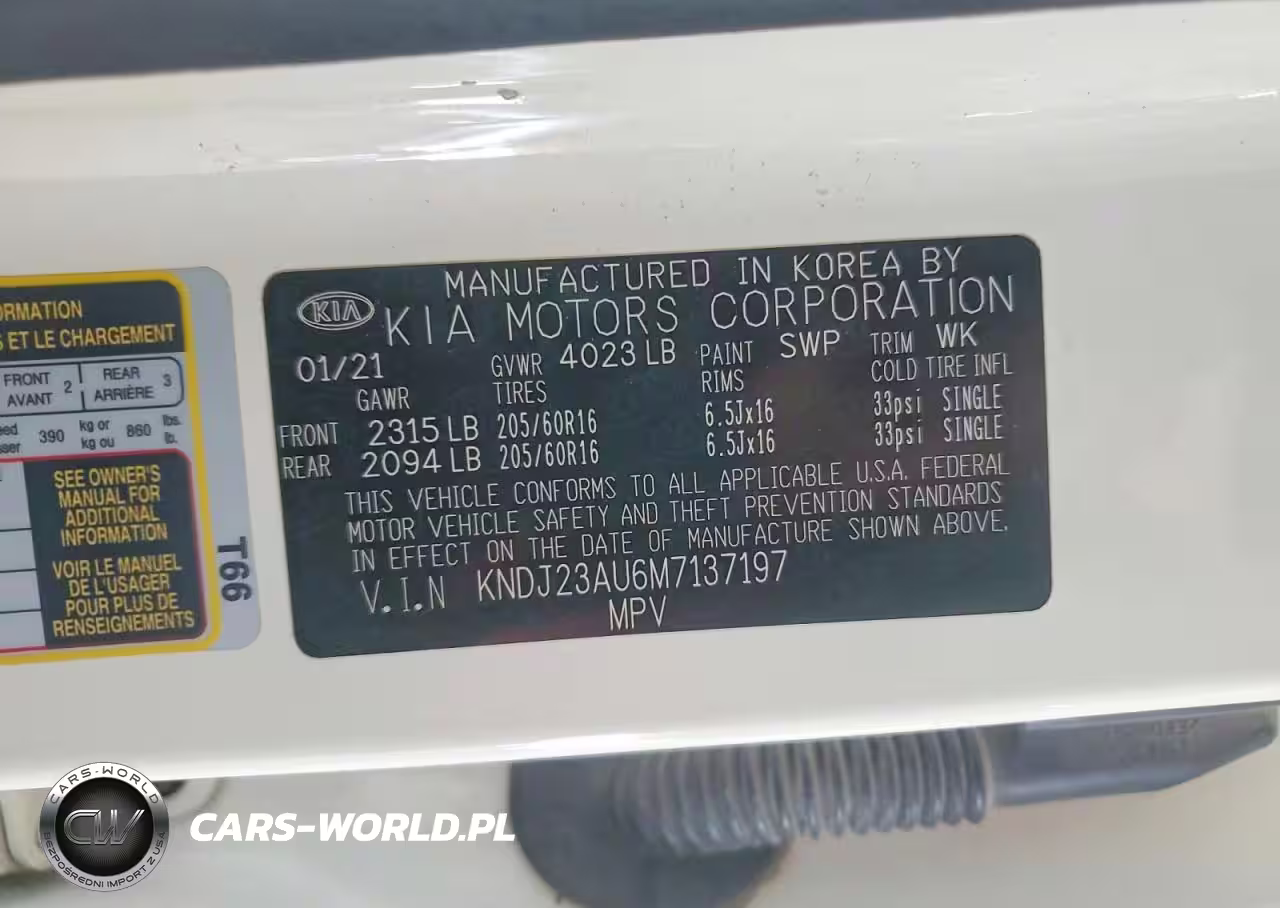 MANUFACTURED IN KOREA BY
KIA
KIA MOTORS CORPORATION
01/21 GVWR 4023 LB PAINT SWP TRIM WK
GAWR TIRES RIMS COLD TIRE INFL
FRONT 2315 LB 205/60R16 6.5Jx16 33psi SINGLE
REAR 2094 LB 205/60R16 6.5Jx16 33psi SINGLE
THIS VEHICLE CONFORMS TO ALL APPLICABLE U.S.A. FEDERAL
MOTOR VEHICLE SAFETY AND THEFT PREVENTION STANDARDS
IN EFFECT ON THE DATE OF MANUFACTURE SHOWN ABOVE.
V.I.N KNDJ23AU6M7137197
MPV
ET LE CHARGEMENT
FRONT 2 REAR 3
AVANT ARRIÈRE
390 kg or 860 lbs.
kg ou lb.
SEE OWNER'S
MANUAL FOR
ADDITIONAL
INFORMATION
VOIR LE MANUEL
DE L'USAGER
POUR PLUS DE
RENSEIGNEMENTS
T66
CARS-WORLD
CW
BEZPOŚREDNI IMPORT Z USA
CARS-WORLD.PL